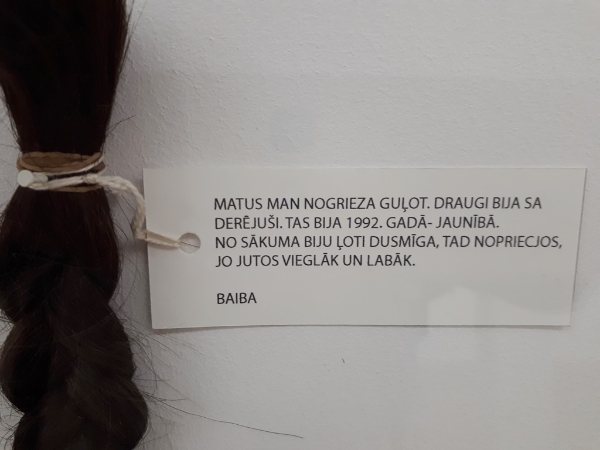 MATUS MAN NOGRIEZA GUĻOT. DRAUGI BIJA SA
DERĒJUŠI. TAS BIJA 1992. GADĀ- JAUNĪBĀ.
NO SĀKUMA BIJU ĻOTI DUSMĪGA, TAD NOPRIECJOS,
JO JUTOS VIEGLĀK UN LABĀK.
BAIBA